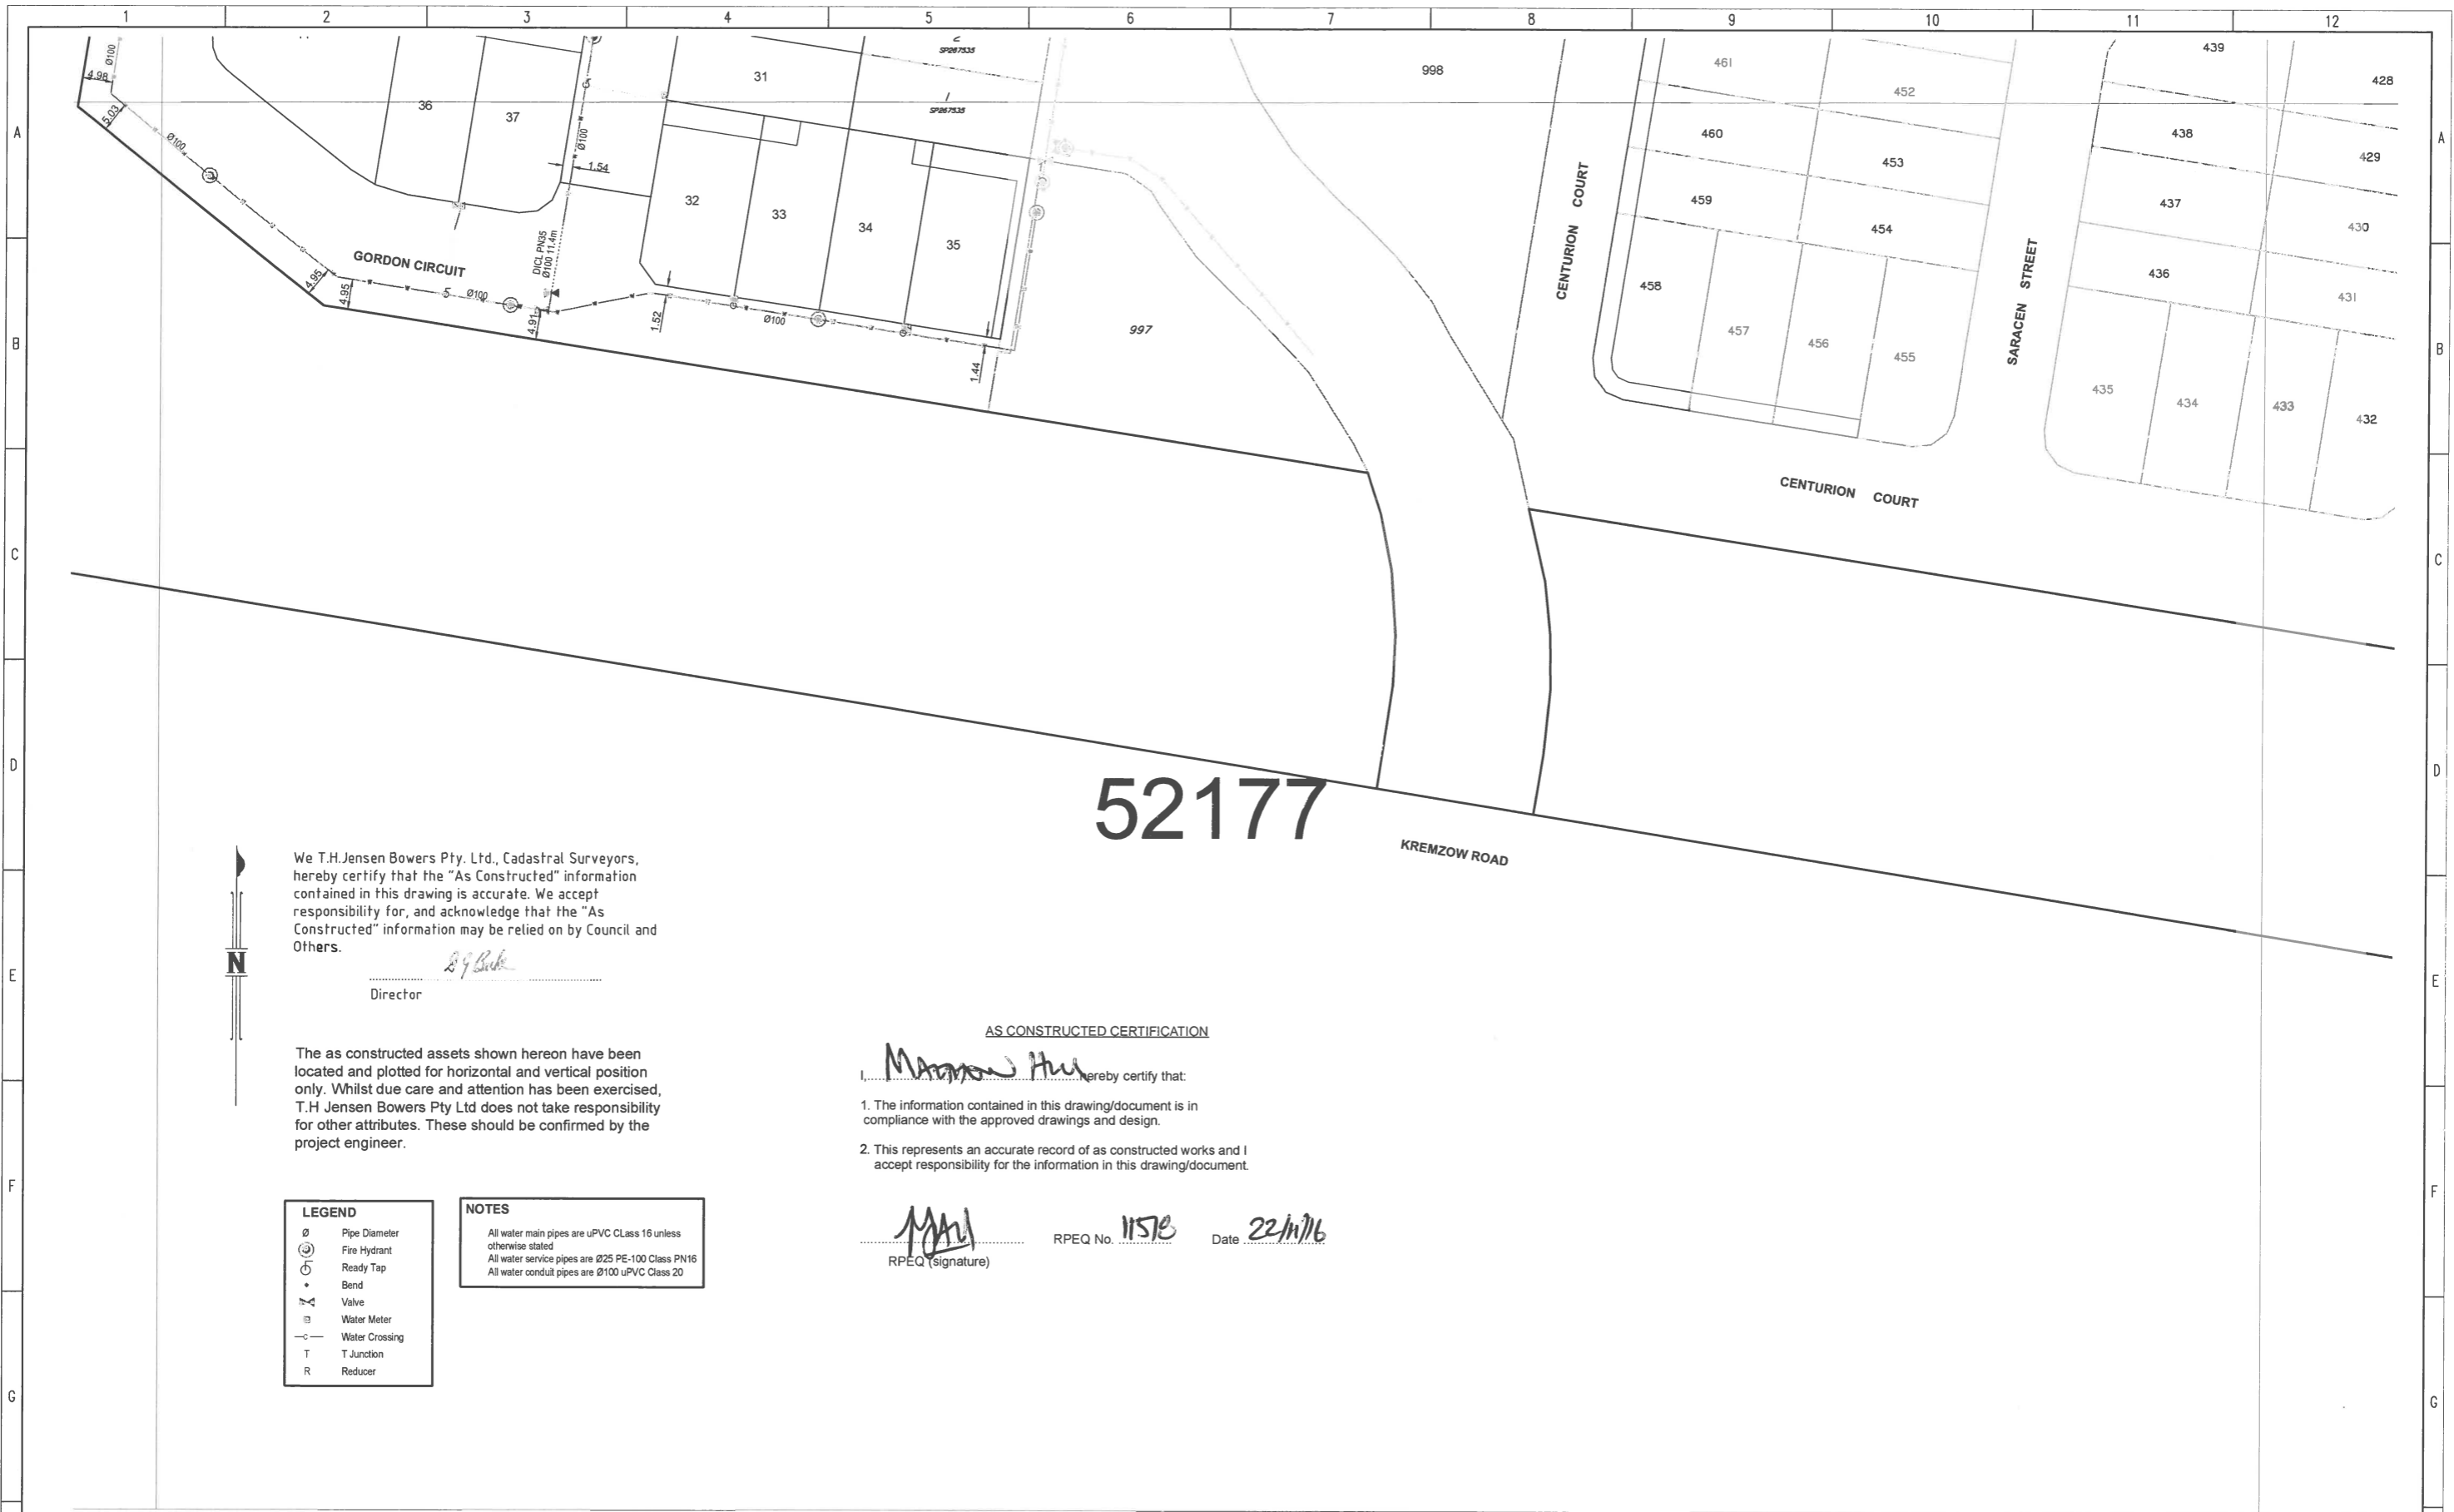 1 2 3 4 5 6 7 8 9 10 11 12
A
B
C
D
E
F
G
A
B
C
D
E
F
G
Ø100
4.98
5.03
Ø100
36
37
31
2
SP267535
1
SP267535
Ø100
1.54
32
33
34
35
GORDON CIRCUIT
DICL PN35
Ø100 11.4m
4.95
4.95
Ø100
4.91
1.52
Ø100
1.44
997
998
CENTURION COURT
461
452
460
453
459
454
458
457
456
455
SARACEN STREET
439
428
438
429
437
430
436
431
435
434
433
432
CENTURION COURT
52177
KREMZOW ROAD
We T.H.Jensen Bowers Pty. Ltd., Cadastral Surveyors,
hereby certify that the "As Constructed" information
contained in this drawing is accurate. We accept
responsibility for, and acknowledge that the "As
Constructed" information may be relied on by Council and
Others.
Director
N
The as constructed assets shown hereon have been
located and plotted for horizontal and vertical position
only. Whilst due care and attention has been exercised,
T.H Jensen Bowers Pty Ltd does not take responsibility
for other attributes. These should be confirmed by the
project engineer.
AS CONSTRUCTED CERTIFICATION
I, hereby certify that:
1. The information contained in this drawing/document is in
compliance with the approved drawings and design.
2. This represents an accurate record of as constructed works and I
accept responsibility for the information in this drawing/document.
RPEQ No. 11578 Date 22/11/16
RPEQ (signature)
LEGEND
Ø Pipe Diameter
Fire Hydrant
Ready Tap
Bend
Valve
Water Meter
C Water Crossing
T T Junction
R Reducer
NOTES
All water main pipes are uPVC CLass 16 unless
otherwise stated
All water service pipes are Ø25 PE-100 Class PN16
All water conduit pipes are Ø100 uPVC Class 20